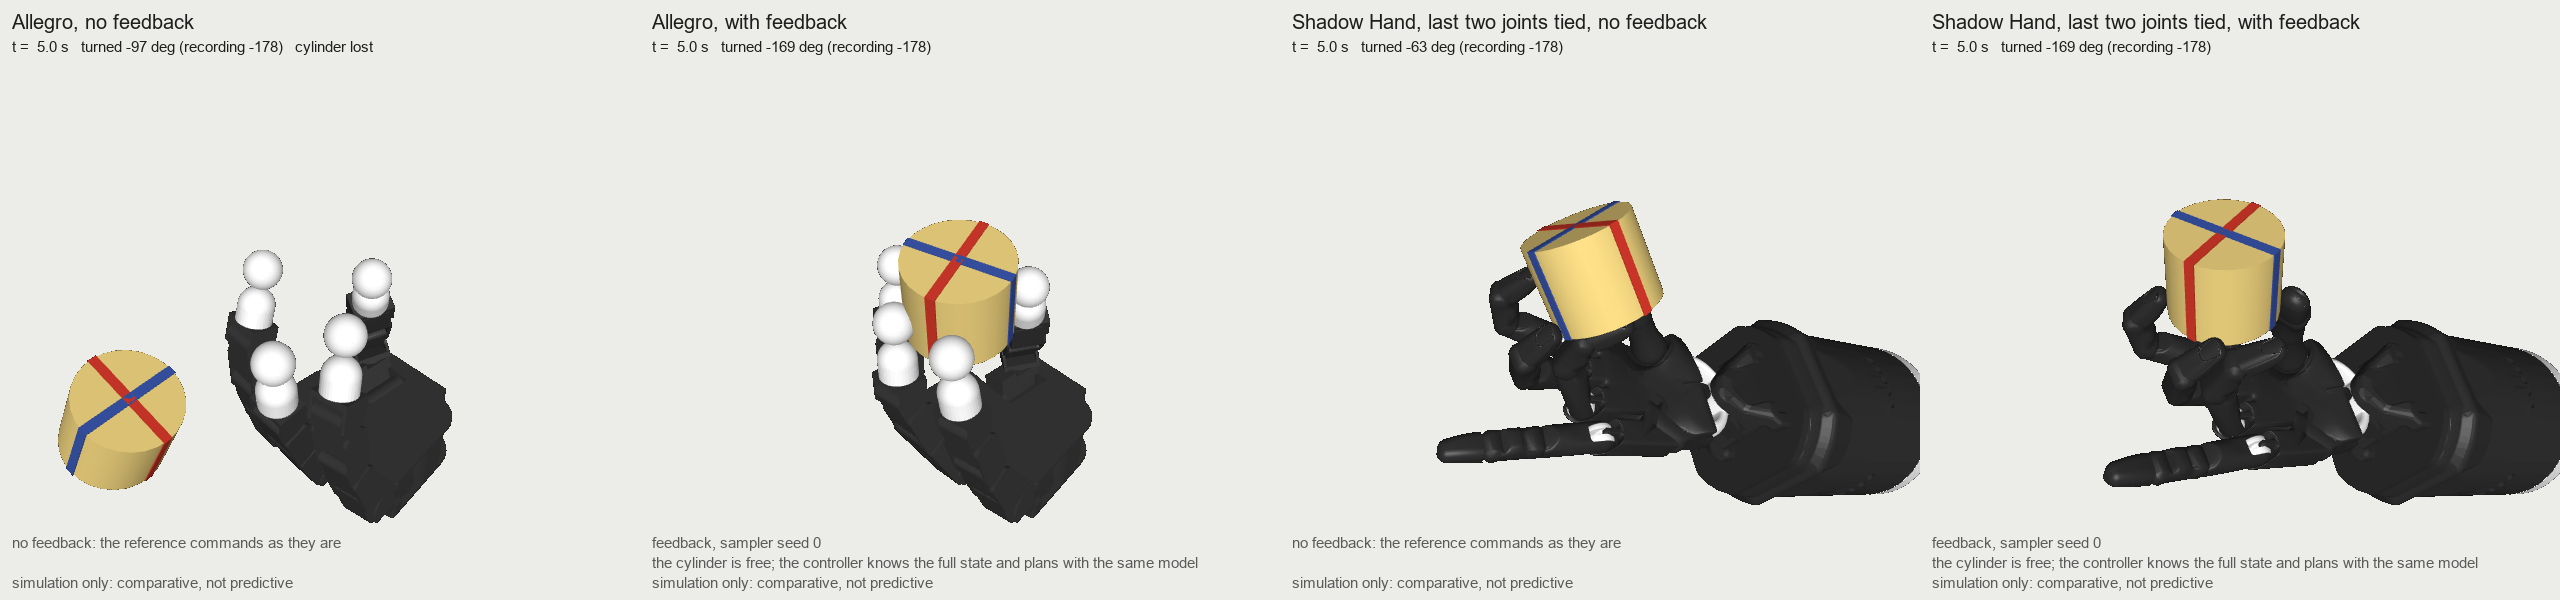 Allegro, no feedback
t = 5.0 s turned -97 deg (recording -178) cylinder lost
no feedback: the reference commands as they are
simulation only: comparative, not predictive
Allegro, with feedback
t = 5.0 s turned -169 deg (recording -178)
feedback, sampler seed 0
the cylinder is free; the controller knows the full state and plans with the same model
simulation only: comparative, not predictive
Shadow Hand, last two joints tied, no feedback
t = 5.0 s turned -63 deg (recording -178)
no feedback: the reference commands as they are
simulation only: comparative, not predictive
Shadow Hand, last two joints tied, with feedback
t = 5.0 s turned -169 deg (recording -178)
feedback, sampler seed 0
the cylinder is free; the controller knows the full state and plans with the same model
simulation only: comparative, not predictive